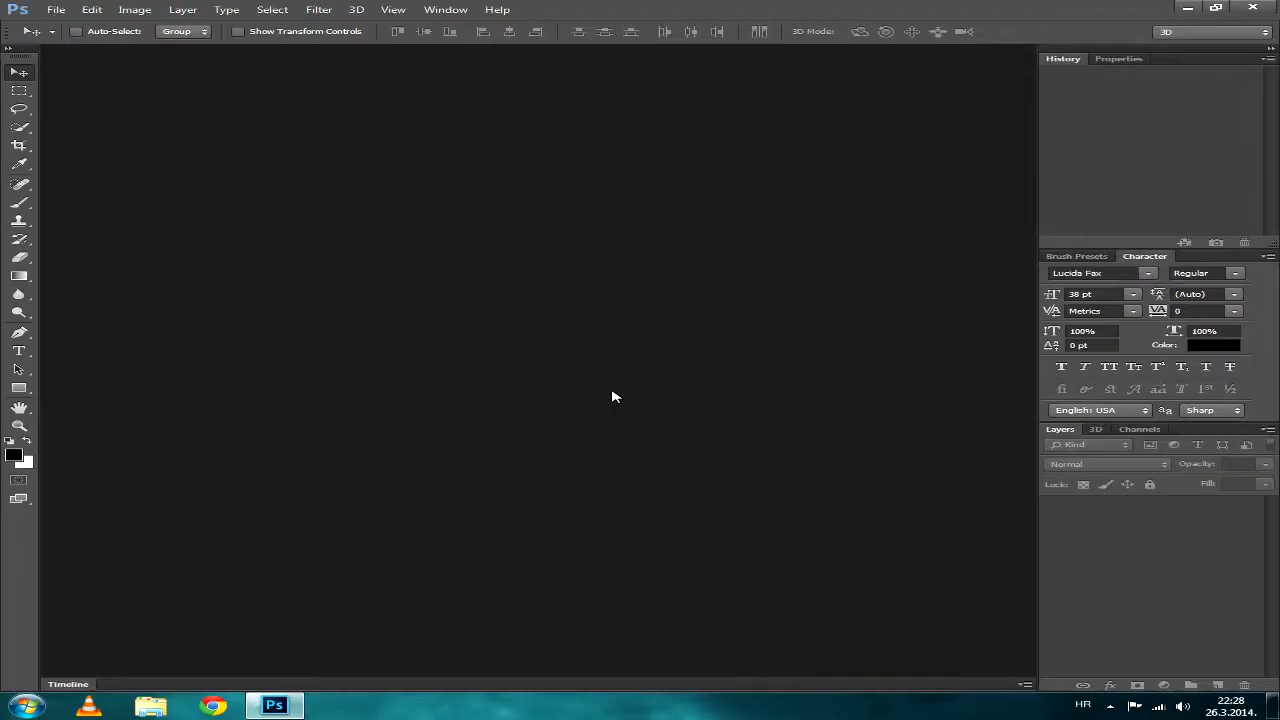 Ps File Edit Image Layer Type Select Filter 3D View Window Help
Auto-Select: Group Show Transform Controls 3D Mode: 3D
History Properties
Brush Presets Character
Lucida Fax Regular
38 pt (Auto)
Metrics 0
100% 100%
0 pt Color:
English: USA Sharp
Layers 3D Channels
Kind
Normal Opacity:
Lock: Fill:
Timeline
Ps HR 22:28
26.3.2014.